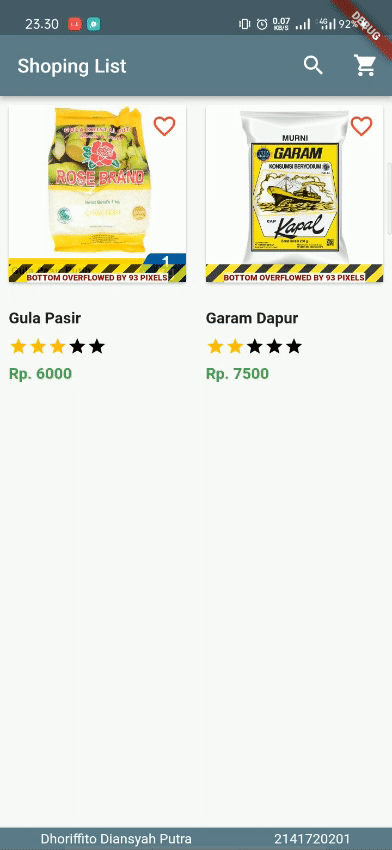 23.30
0.07
KB/S
4G
92%
DEBUG
Shoping List
ROSE BRAND
1
BOTTOM OVERFLOWED BY 93 PIXELS
MURNI
GARAM
KONSUMSI BERYODIUM
CAP
Kapal
BOTTOM OVERFLOWED BY 93 PIXELS
Gula Pasir
Garam Dapur
Rp. 6000
Rp. 7500
Dhoriffito Diansyah Putra
2141720201